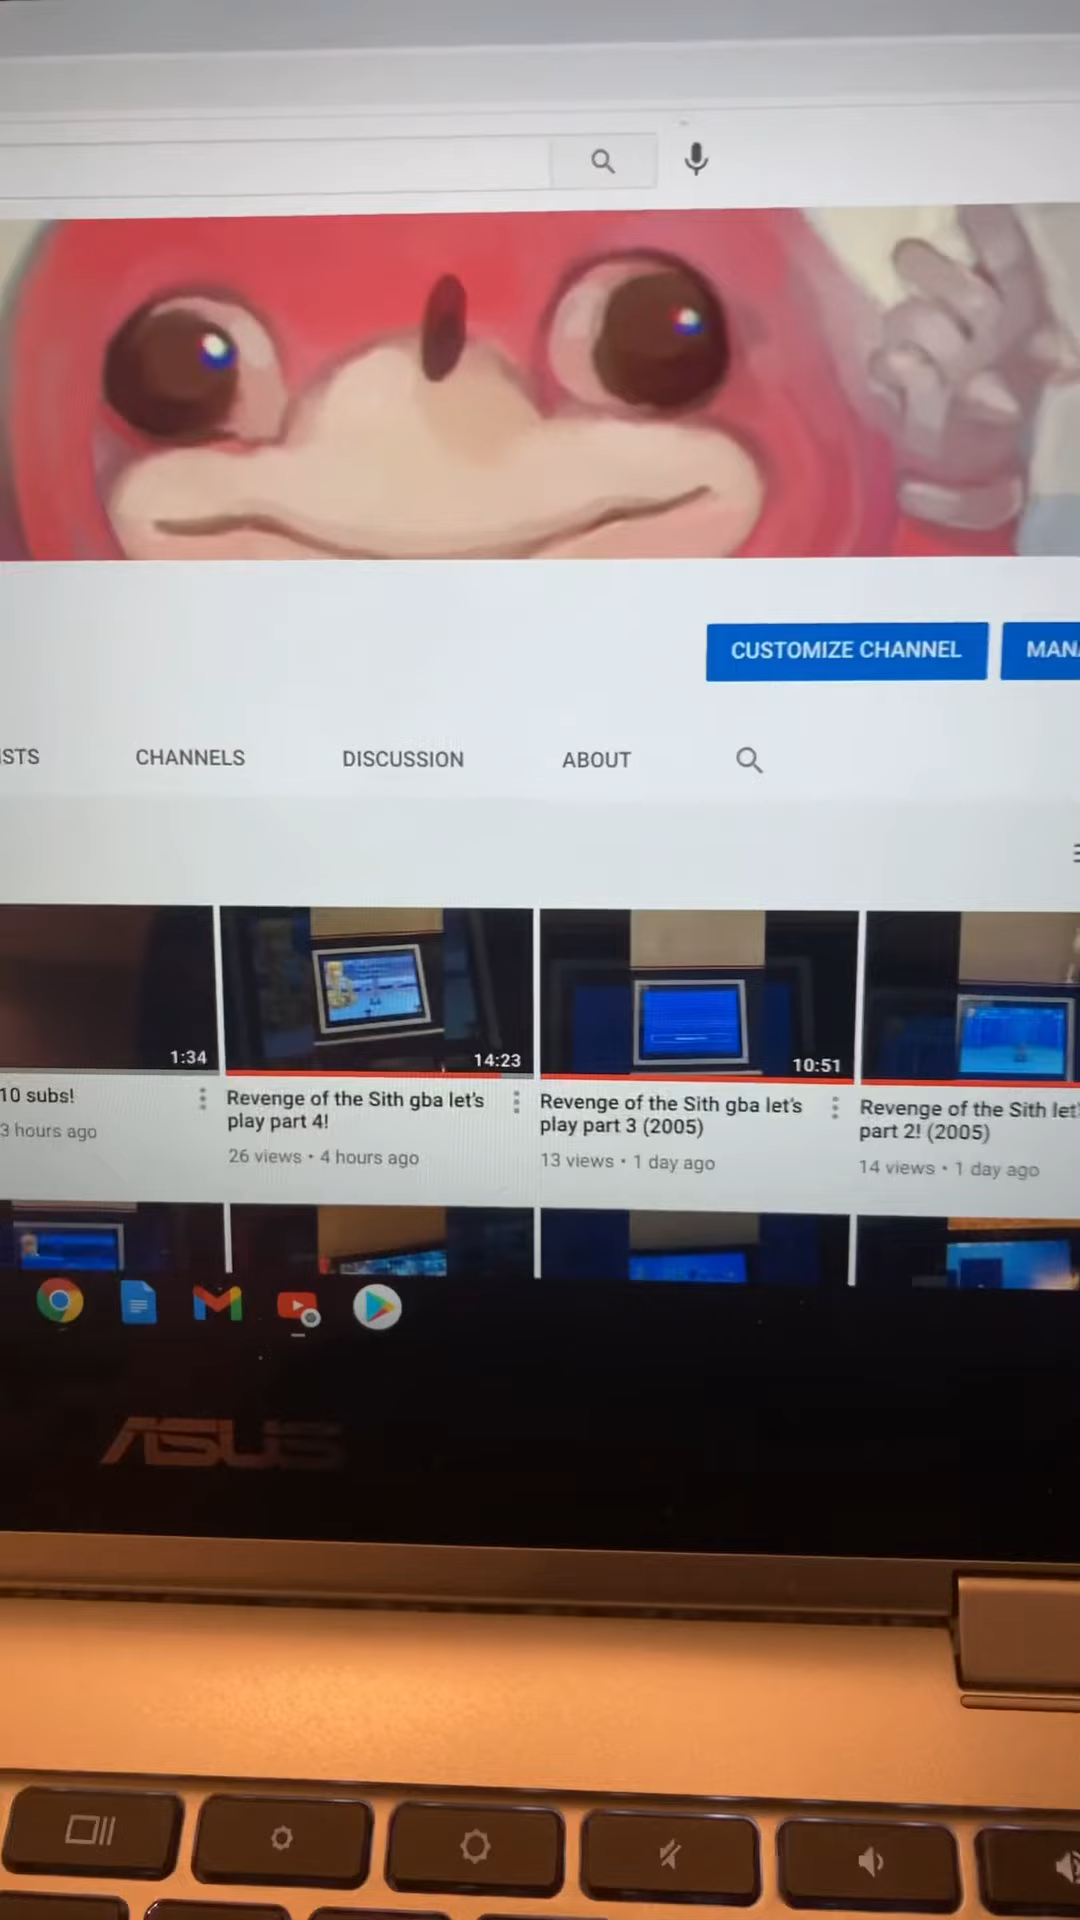 CUSTOMIZE CHANNEL
MAN
ISTS
CHANNELS
DISCUSSION
ABOUT
1:34
14:23
10:51
10 subs!
3 hours ago
Revenge of the Sith gba let's
play part 4!
26 views • 4 hours ago
Revenge of the Sith gba let's
play part 3 (2005)
13 views • 1 day ago
Revenge of the Sith let'
part 2! (2005)
14 views • 1 day ago
ASUS